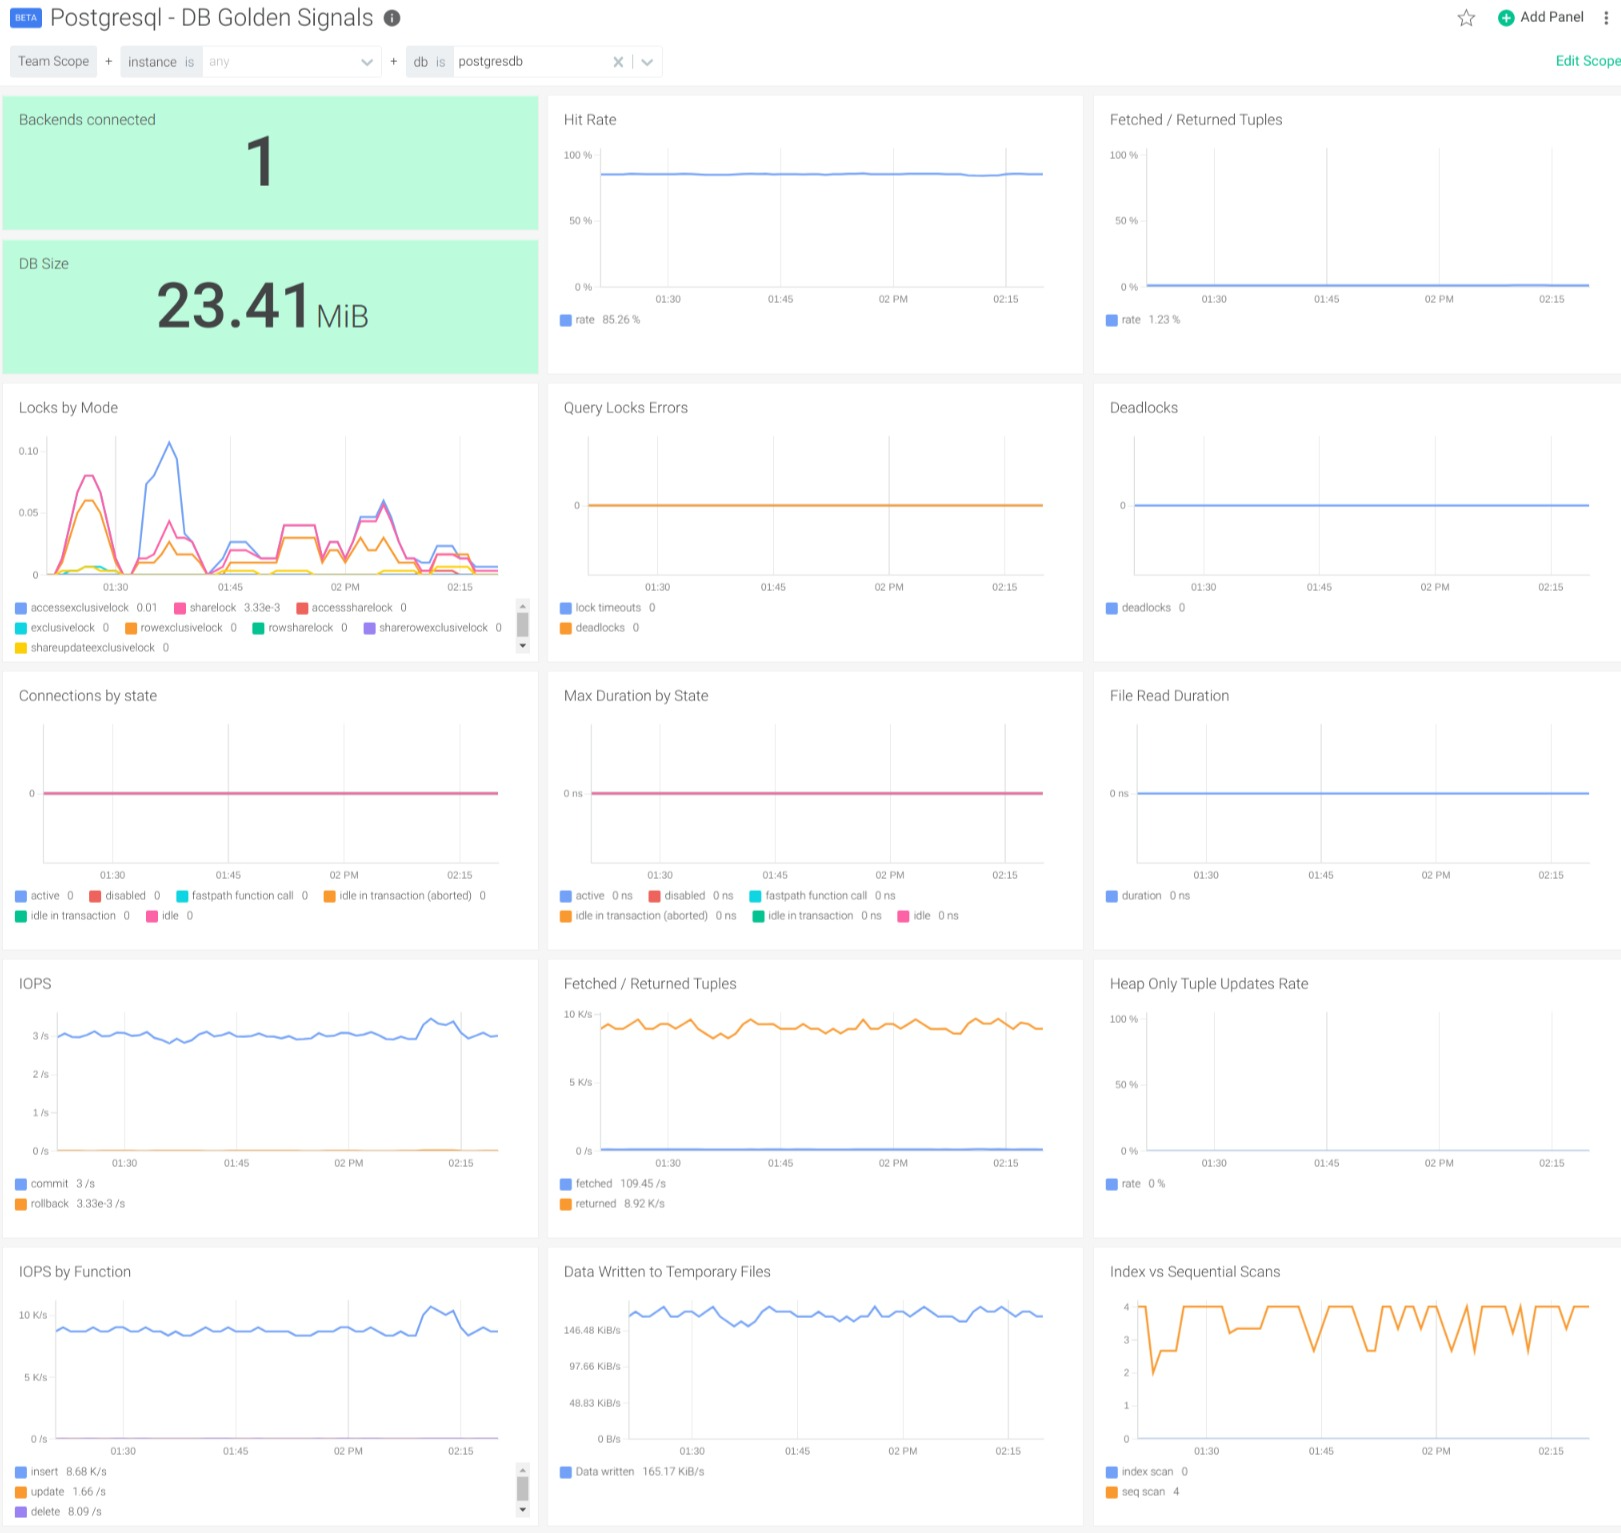 BETA Postgresql - DB Golden Signals i
Add Panel
Team Scope + instance is any + db is postgresdb
Edit Scope
Backends connected
1
DB Size
23.41 MiB
Hit Rate
100 %
50 %
0 %
01:30 01:45 02 PM 02:15
rate 85.26 %
Fetched / Returned Tuples
100 %
50 %
0 %
01:30 01:45 02 PM 02:15
rate 1.23 %
Locks by Mode
0.10
0.05
0
01:30 01:45 02 PM 02:15
accessexclusivelock 0.01 sharelock 3.33e-3 accesssharelock 0
exclusivelock 0 rowexclusivelock 0 rowsharelock 0 sharerowexclusivelock 0
shareupdateexclusivelock 0
Query Locks Errors
0
01:30 01:45 02 PM 02:15
lock timeouts 0
deadlocks 0
Deadlocks
0
01:30 01:45 02 PM 02:15
deadlocks 0
Connections by state
0
01:30 01:45 02 PM 02:15
active 0 disabled 0 fastpath function call 0 idle in transaction (aborted) 0
idle in transaction 0 idle 0
Max Duration by State
0 ns
01:30 01:45 02 PM 02:15
active 0 ns disabled 0 ns fastpath function call 0 ns
idle in transaction (aborted) 0 ns idle in transaction 0 ns idle 0 ns
File Read Duration
0 ns
01:30 01:45 02 PM 02:15
duration 0 ns
IOPS
3 /s
2 /s
1 /s
0 /s
01:30 01:45 02 PM 02:15
commit 3 /s
rollback 3.33e-3 /s
Fetched / Returned Tuples
10 K/s
5 K/s
0 /s
01:30 01:45 02 PM 02:15
fetched 109.45 /s
returned 8.92 K/s
Heap Only Tuple Updates Rate
100 %
50 %
0 %
01:30 01:45 02 PM 02:15
rate 0 %
IOPS by Function
10 K/s
5 K/s
0 /s
01:30 01:45 02 PM 02:15
insert 8.68 K/s
update 1.66 /s
delete 8.09 /s
Data Written to Temporary Files
146.48 KiB/s
97.66 KiB/s
48.83 KiB/s
0 B/s
01:30 01:45 02 PM 02:15
Data written 165.17 KiB/s
Index vs Sequential Scans
4
3
2
1
0
01:30 01:45 02 PM 02:15
index scan 0
seq scan 4